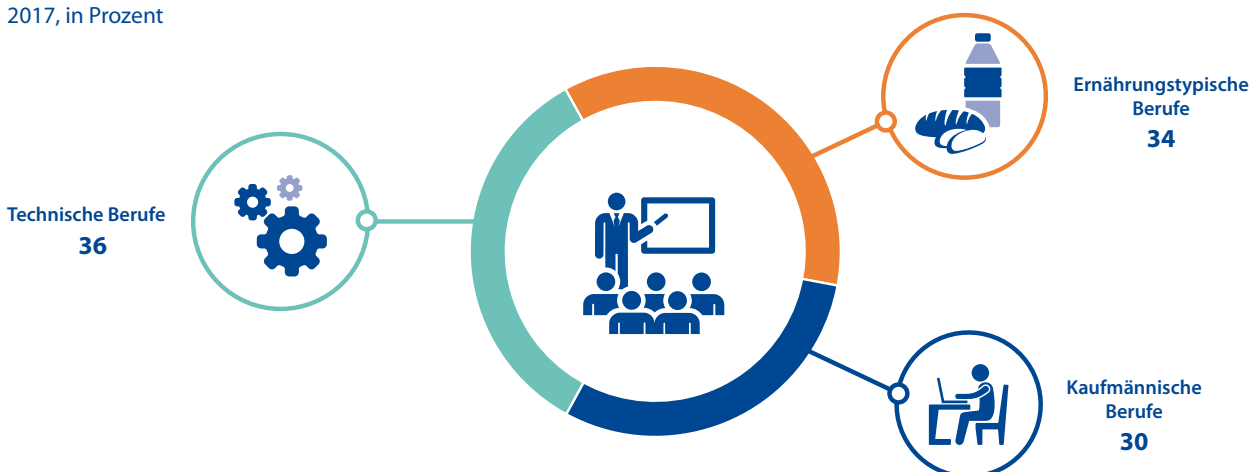 2017, in Prozent
Ernährungstypische
Berufe
34
Technische Berufe
36
Kaufmännische
Berufe
30